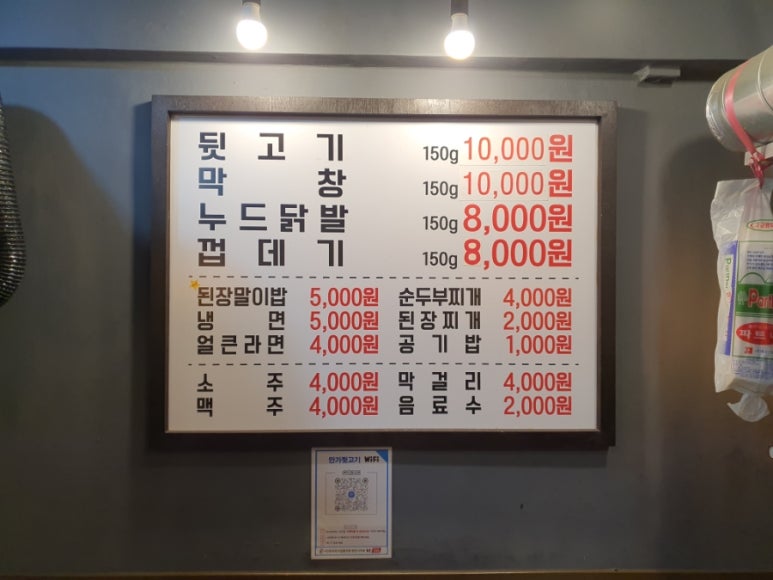 뒷고기 150g 10,000원
막창 150g 10,000원
누드닭발 150g 8,000원
껍데기 150g 8,000원
된장말이밥 5,000원 순두부찌개 4,000원
냉면 5,000원 된장찌개 2,000원
얼큰라면 4,000원 공기밥 1,000원
소주 4,000원 막걸리 4,000원
맥주 4,000원 음료수 2,000원
WiFi